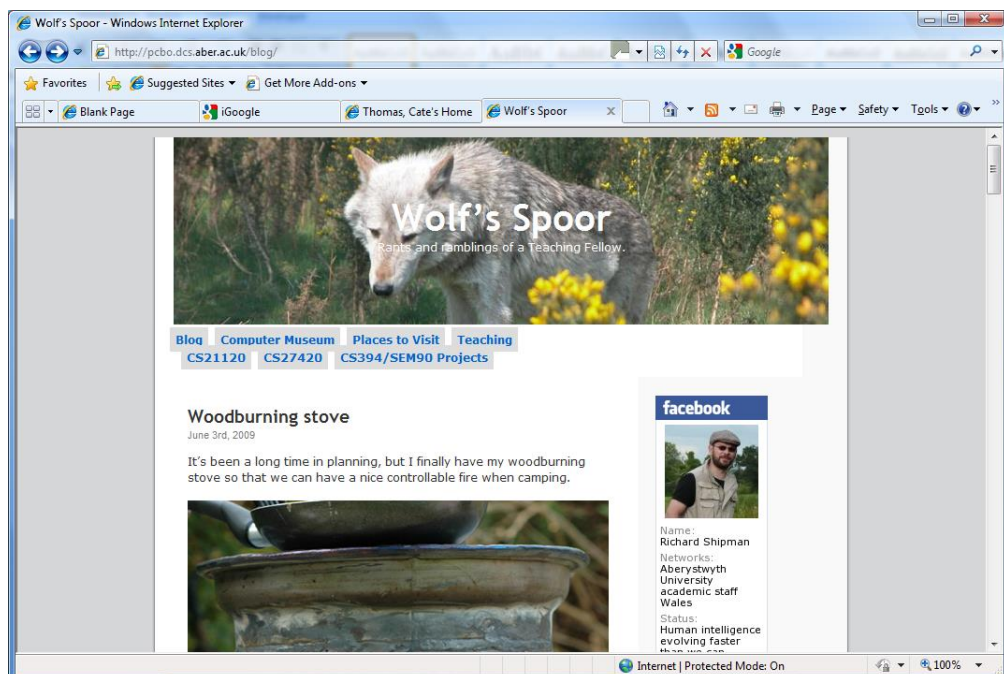 Wolf's Spoor - Windows Internet Explorer
http://pcbo.dcs.aber.ac.uk/blog/
Google
Favorites Suggested Sites Get More Add-ons
Blank Page iGoogle Thomas, Cate's Home Wolf's Spoor x Page Safety Tools »
Wolf's Spoor
Rants and ramblings of a Teaching Fellow.
Blog Computer Museum Places to Visit Teaching
CS21120 CS27420 CS394/SEM90 Projects
Woodburning stove
June 3rd, 2009
It's been a long time in planning, but I finally have my woodburning
stove so that we can have a nice controllable fire when camping.
facebook
Name:
Richard Shipman
Networks:
Aberystwyth
University
academic staff
Wales
Status:
Human intelligence
evolving faster
than we can
Internet | Protected Mode: On 100%